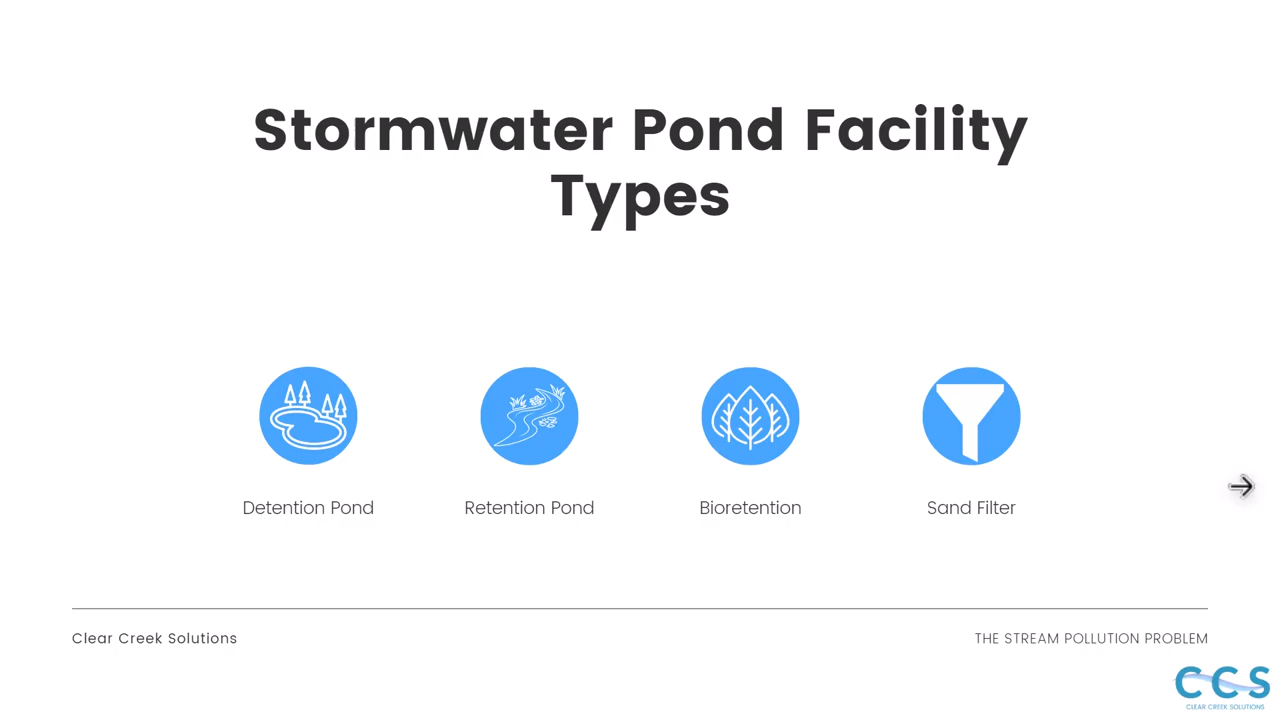 Stormwater Pond Facility
Types
Detention Pond
Retention Pond
Bioretention
Sand Filter
Clear Creek Solutions
THE STREAM POLLUTION PROBLEM
CCS
CLEAR CREEK SOLUTIONS